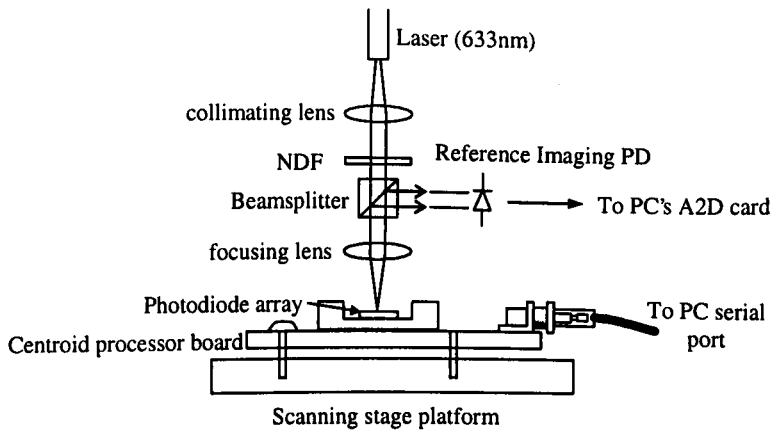 Laser (633nm)
collimating lens
NDF
Reference Imaging PD
Beamsplitter
To PC's A2D card
focusing lens
Photodiode array
To PC serial
port
Centroid processor board
Scanning stage platform